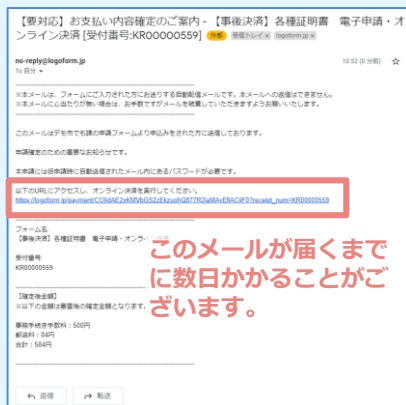 【要対応】お支払い内容確定のご案内 - 【事後決済】各種証明書　電子申請・オ
ンライン決済 [受付番号:KR00000559] 外部 受信トレイ × logoform.jp ×
no-reply@logoform.jp 10:52 (0 分前)
To 自分
※本メールは、フォームにご入力された方にお送りする自動配信メールです。本メールへの返信はできません。
※本メールに心当たりが無い場合は、お手数ですがメールを破棄していただきますようお願いいたします。
このメールはデモ市でも課の申請フォームより申込みをされた方に送信しております。
申請確定のための重要なお知らせです。
本申請には仮申請時に自動送信されたメール内にあるパスワードが必要です。
以下のURLにアクセスし、オンライン決済を実行してください。
フォーム名:
【事後決済】各種証明書　電子申請・オンライン
受付番号
KR00000559
このメールが届くまで
に数日かかることがご
ざいます。
【確定後金額】
※以下の金額は審査後の確定金額となります。
事務手続き手数料：500円
郵送料：84円
合計：584円
返信 転送